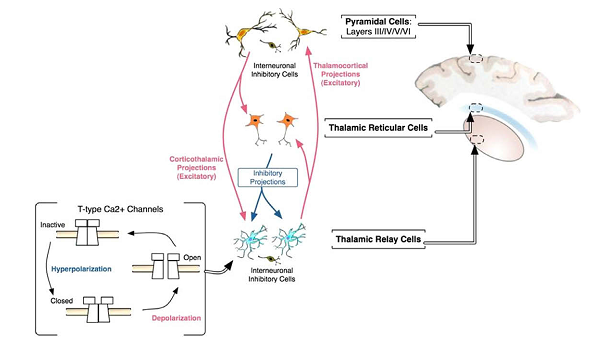 Pyramidal Cells:
Layers III/IV/V/VI
Interneuronal
Inhibitory Cells
Thalamocortical
Projections
(Excitatory)
Thalamic Reticular Cells
Corticothalamic
Projections
(Excitatory)
Inhibitory
Projections
T-type Ca2+ Channels
Inactive
Hyperpolarization
Open
Closed
Depolarization
Thalamic Relay Cells
Interneuronal
Inhibitory Cells